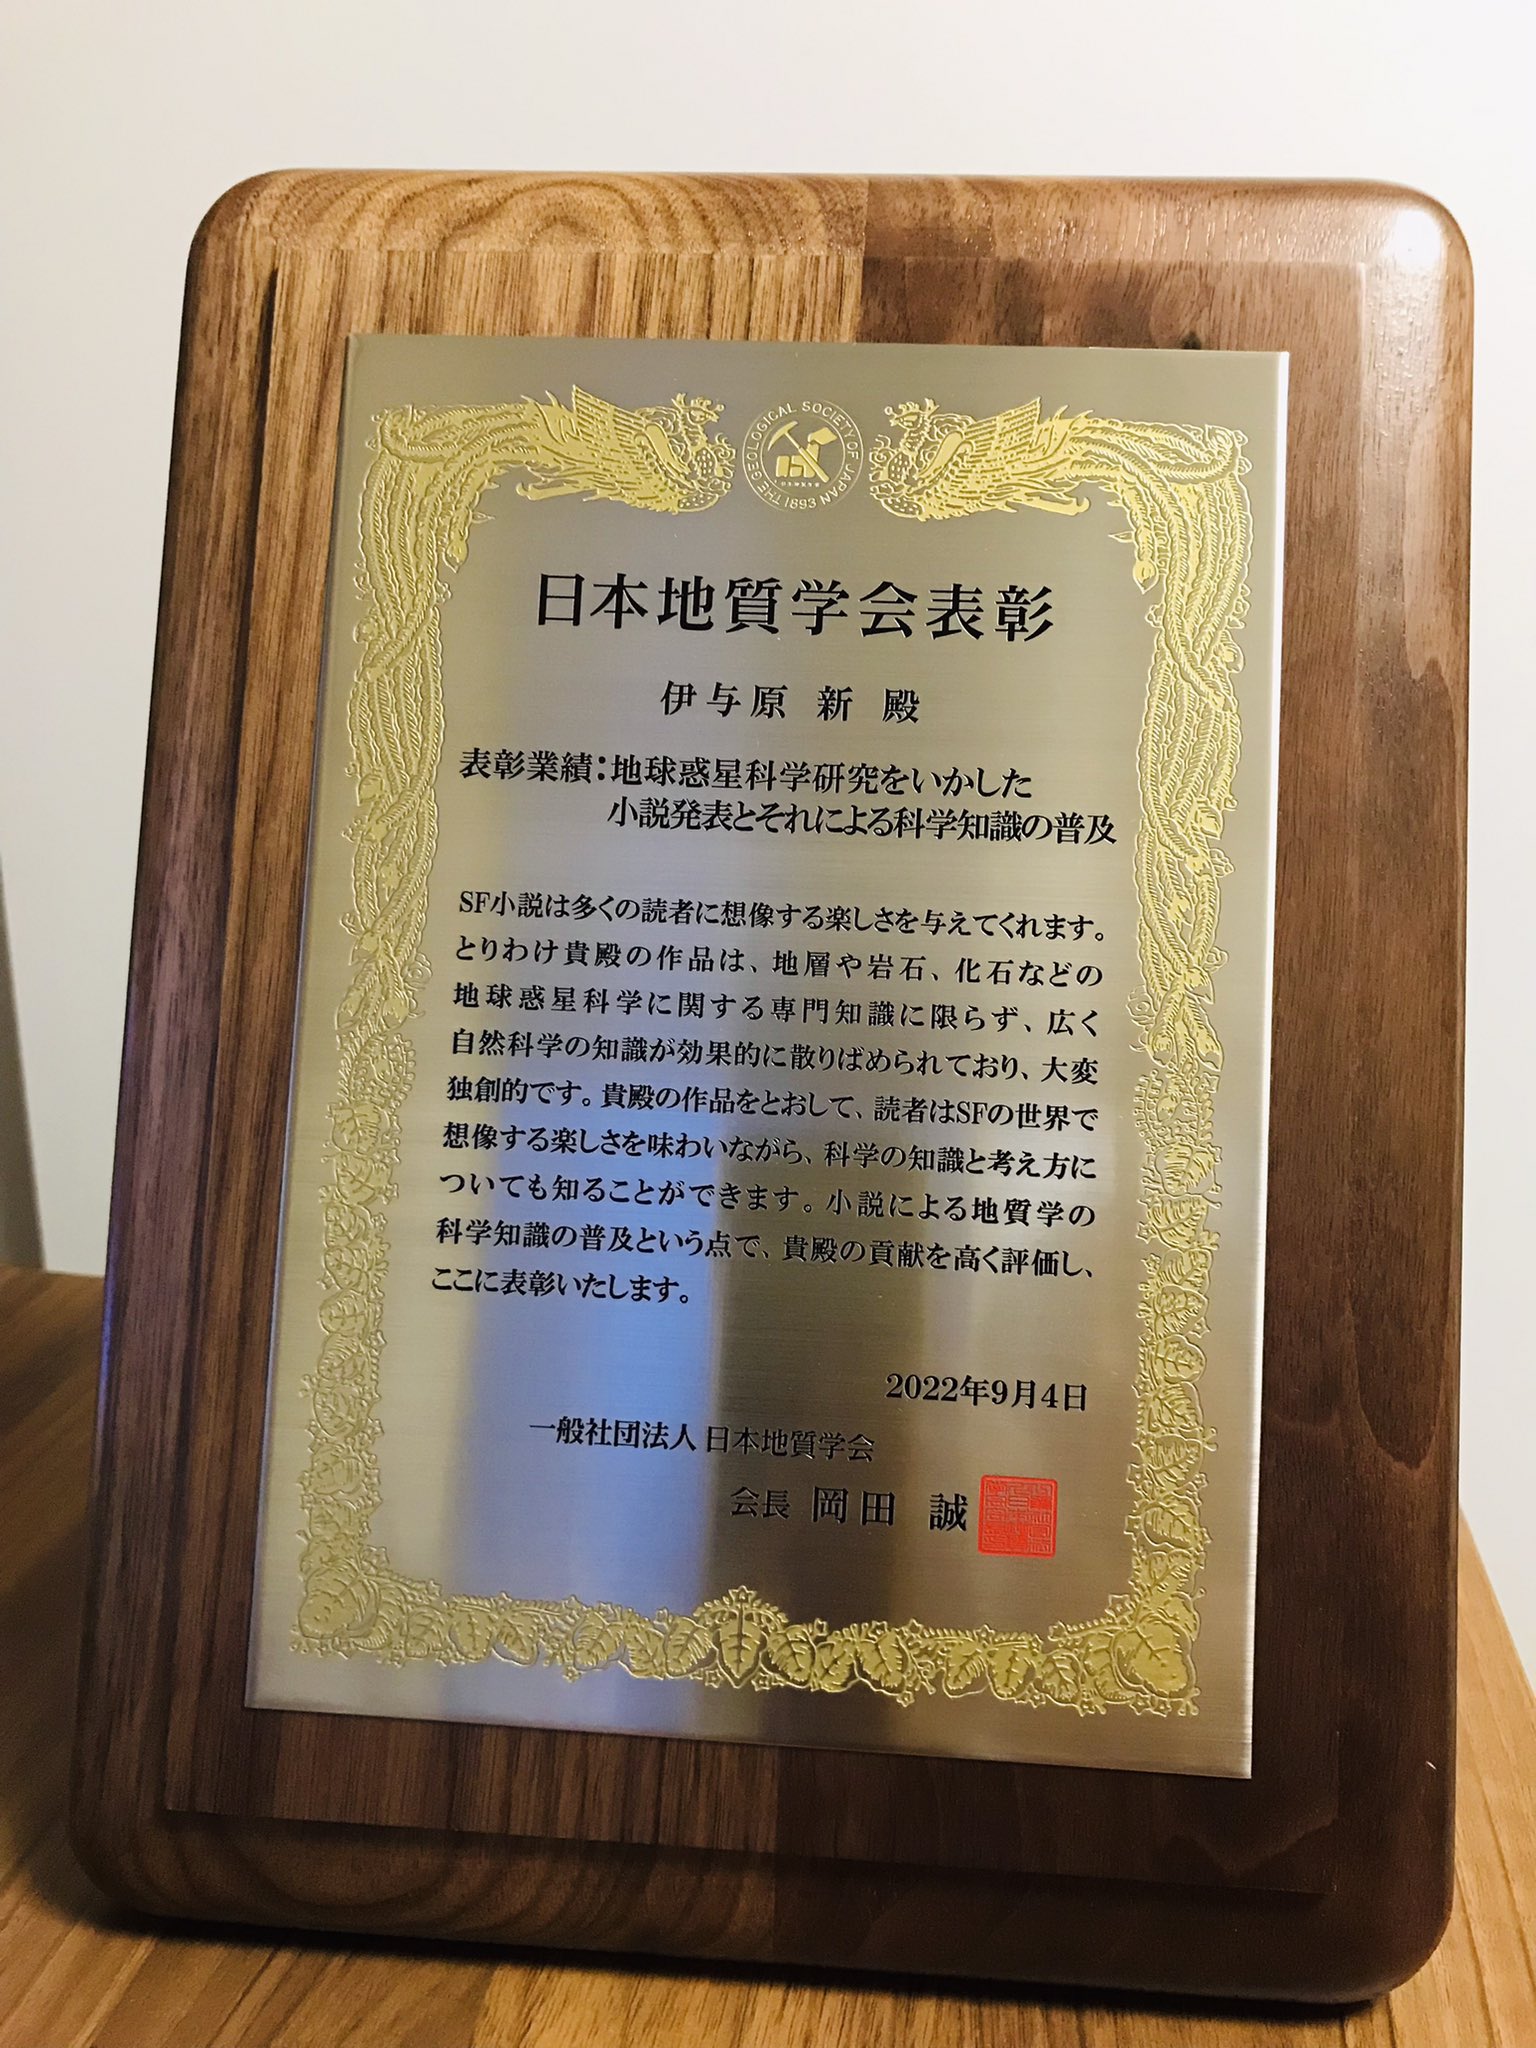 THE GEOLOGICAL SOCIETY OF JAPAN 1893
日本地質学会表彰
伊与原 新 殿
表彰業績：地球惑星科学研究をいかした
小説発表とそれによる科学知識の普及
SF小説は多くの読者に想像する楽しさを与えてくれます。
とりわけ貴殿の作品は、地層や岩石、化石などの
地球惑星科学に関する専門知識に限らず、広く
自然科学の知識が効果的に散りばめられており、大変
独創的です。貴殿の作品をとおして、読者はSFの世界で
想像する楽しさを味わいながら、科学の知識と考え方に
ついても知ることができます。小説による地質学の
科学知識の普及という点で、貴殿の貢献を高く評価し、
ここに表彰いたします。
2022年9月4日
一般社団法人 日本地質学会
会長 岡田 誠